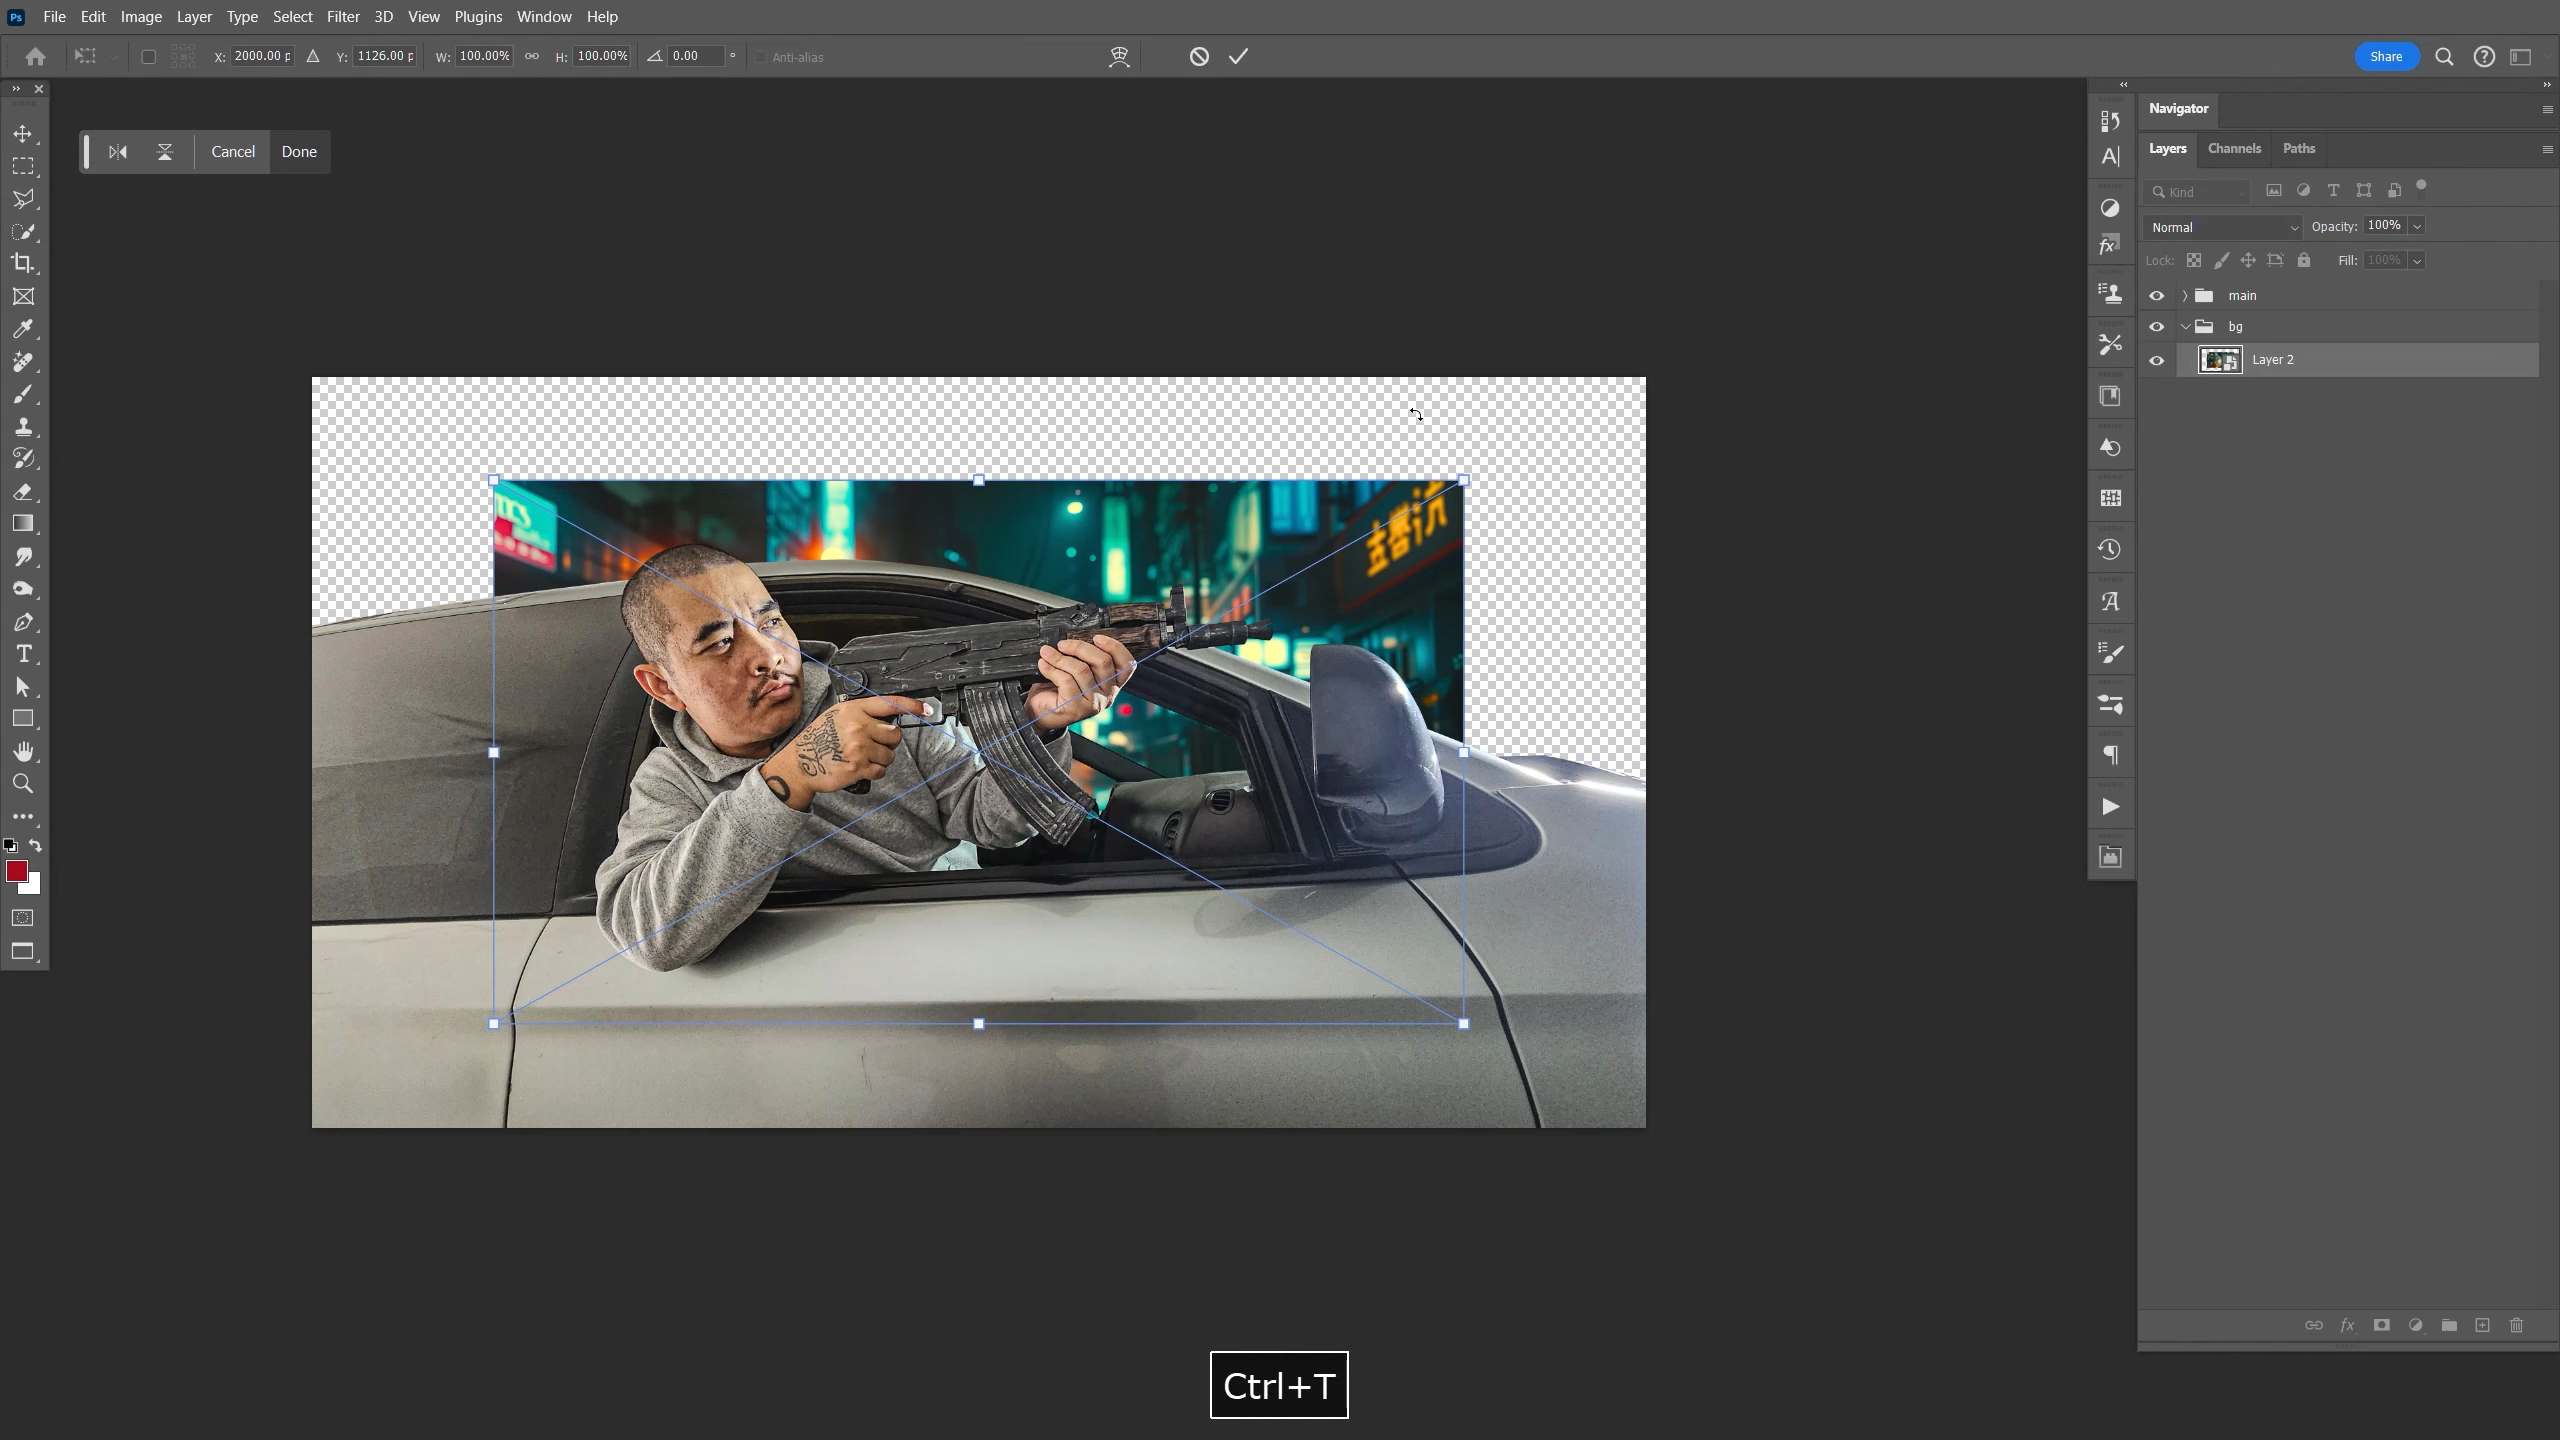 Ps File Edit Image Layer Type Select Filter 3D View Plugins Window Help
X: 2000.00 p Y: 1126.00 p W: 100.00% H: 100.00% 0.00 ° Anti-alias Share
Navigator
Cancel Done
Layers Channels Paths
Kind
Normal Opacity: 100%
Lock: Fill: 100%
main
bg
Layer 2
Ctrl+T